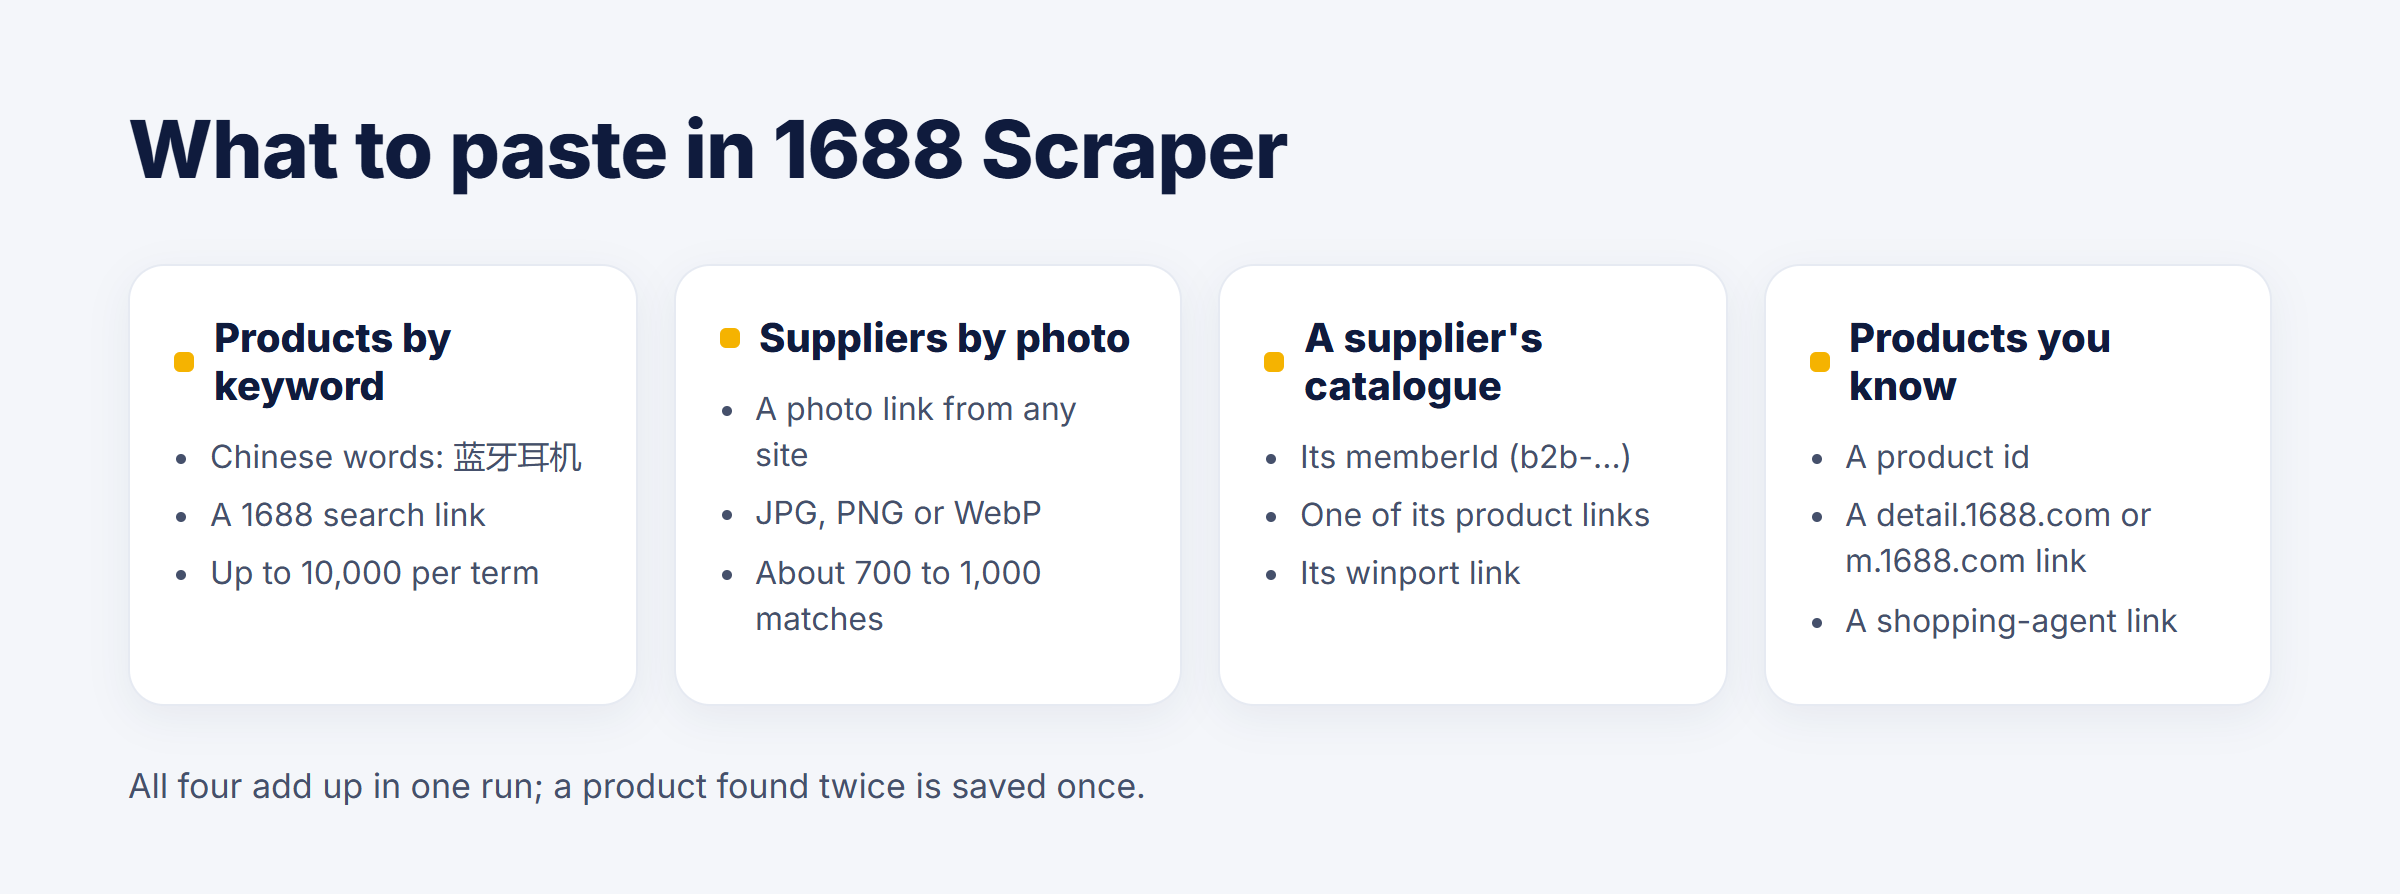 What to paste in 1688 Scraper
Products by
keyword
Chinese words: 蓝牙耳机
A 1688 search link
Up to 10,000 per term
Suppliers by photo
A photo link from any
site
JPG, PNG or WebP
About 700 to 1,000
matches
A supplier's
catalogue
Its memberId (b2b-...)
One of its product links
Its winport link
Products you
know
A product id
A detail.1688.com or
m.1688.com link
A shopping-agent link
All four add up in one run; a product found twice is saved once.